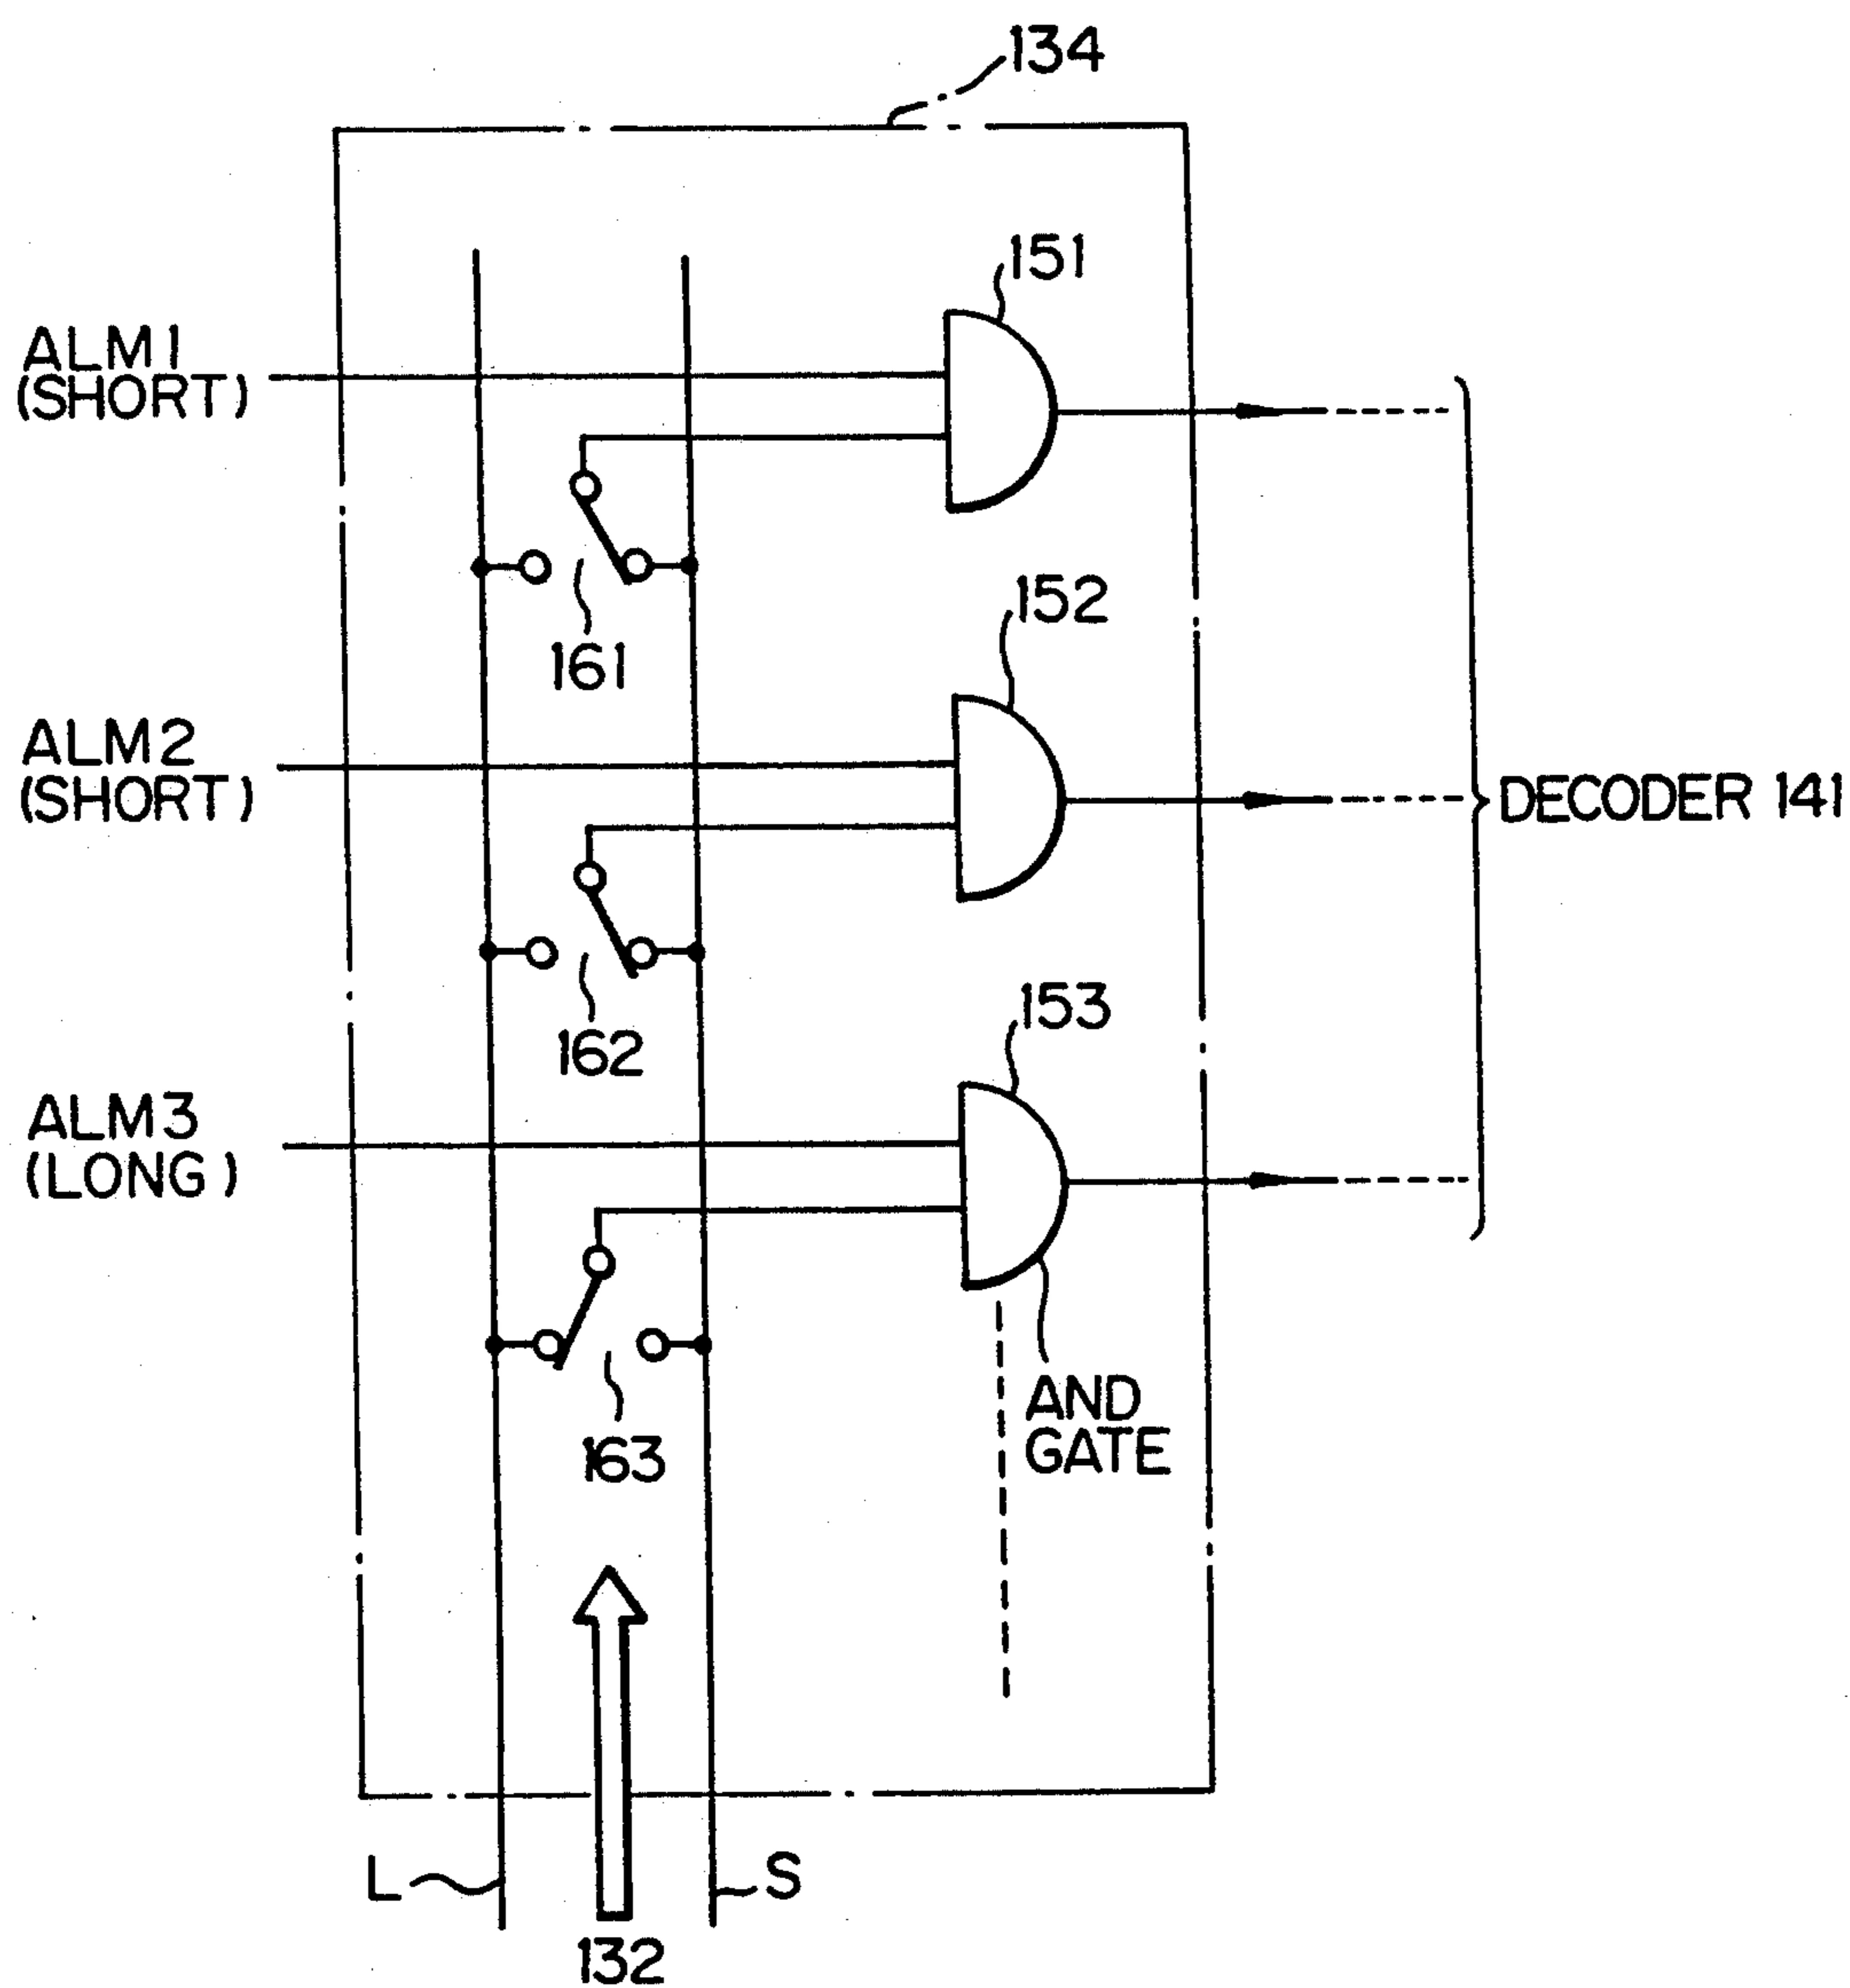 134
151
ALM1
(SHORT)
161
152
ALM2
(SHORT)
DECODER 141
162
153
ALM3
(LONG)
163
AND
GATE
L
S
132